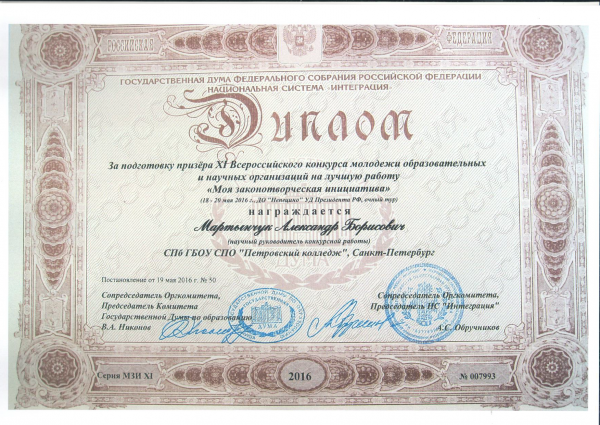 РОССИЙСКАЯ ФЕДЕРАЦИЯ
ГОСУДАРСТВЕННАЯ ДУМА ФЕДЕРАЛЬНОГО СОБРАНИЯ РОССИЙСКОЙ ФЕДЕРАЦИИ
НАЦИОНАЛЬНАЯ СИСТЕМА «ИНТЕГРАЦИЯ»
Диплом
За подготовку призёра XI Всероссийского конкурса молодежи образовательных
и научных организаций на лучшую работу
«Моя законотворческая инициатива»
(18 - 20 мая 2016 г., ДО "Непецино" УД Президента РФ, очный тур)
награждается
Мартынчук Александр Борисович
(научный руководитель конкурсной работы)
СПб ГБОУ СПО "Петровский колледж", Санкт-Петербург
Постановление от 19 мая 2016 г. № 50
Сопредседатель Оргкомитета,
Председатель Комитета
Государственной Думы по образованию
В.А. Никонов
Сопредседатель Оргкомитета,
Председатель НС "Интеграция"
А.С. Обручников
ДУМА
Серия МЗИ XI
2016
№ 007993